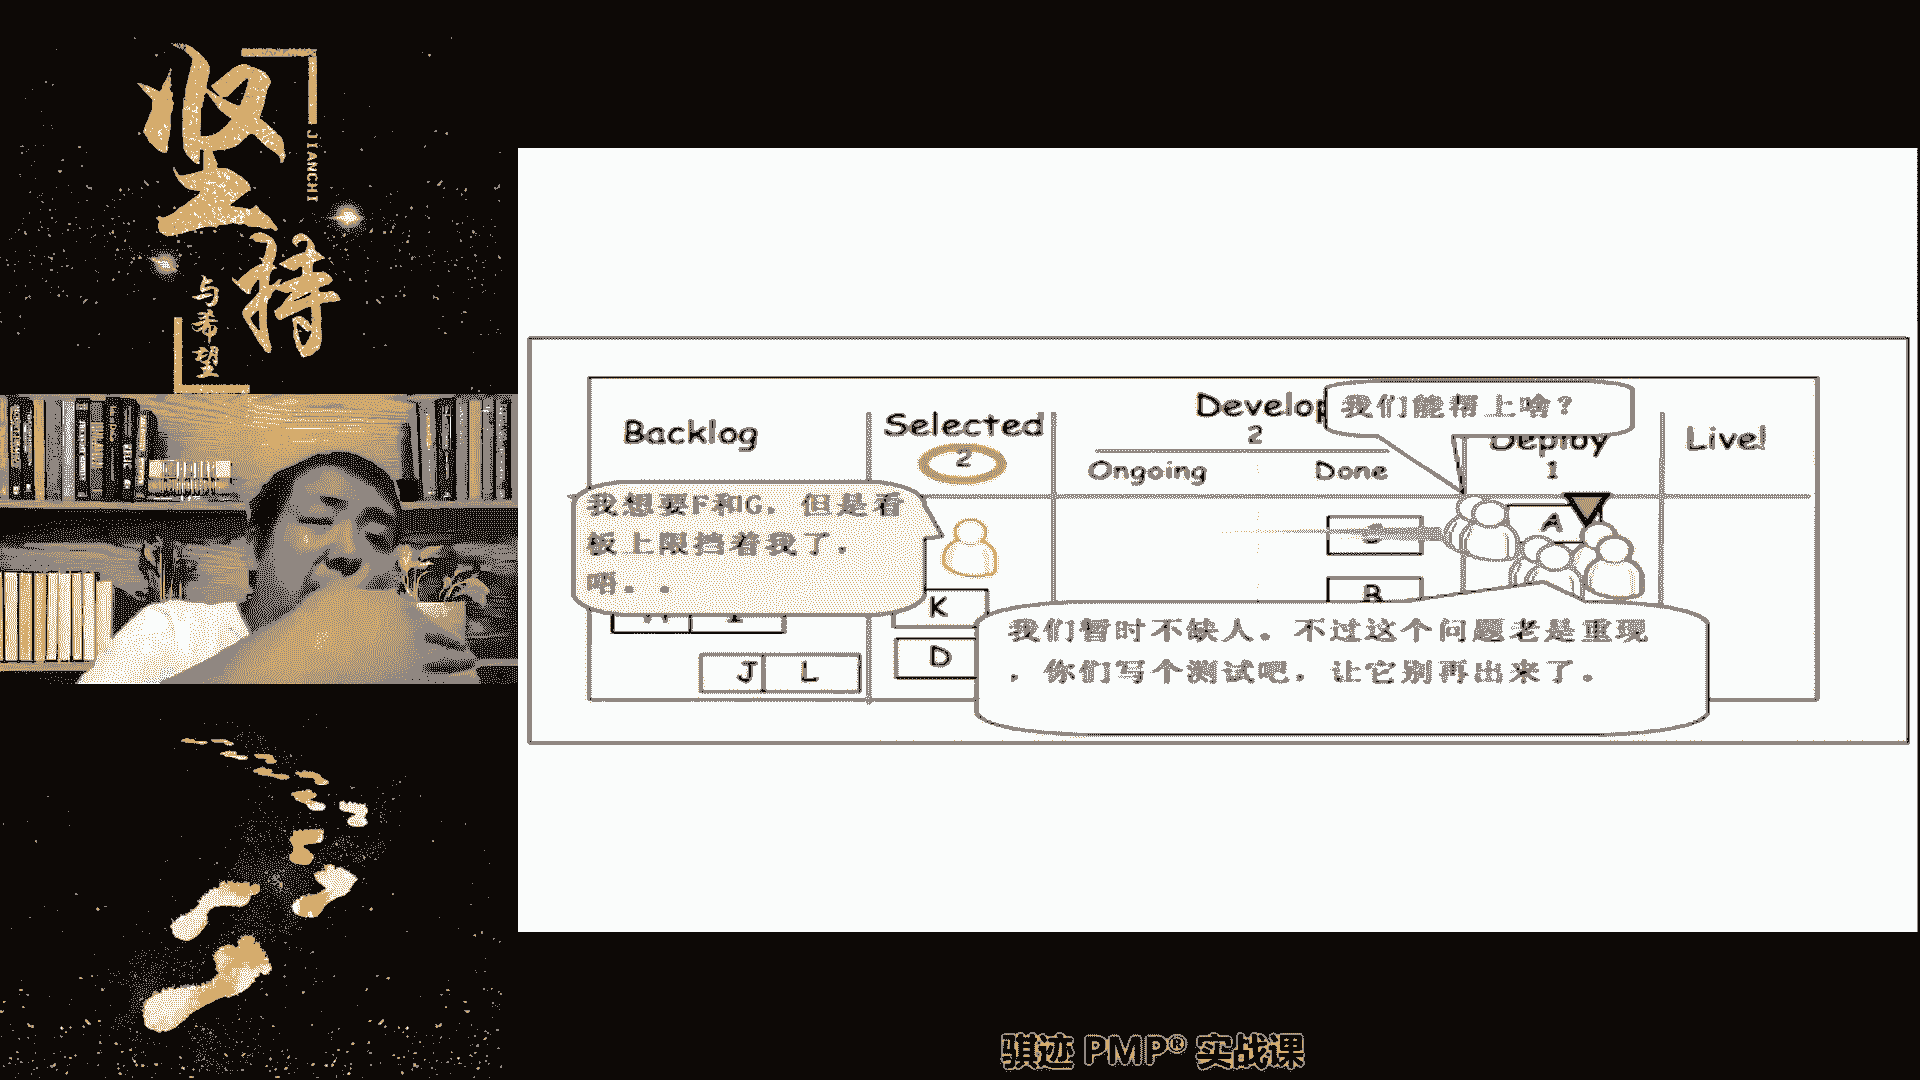 坚持
JIANCHI
与希望
Backlog
Selected
2
Develop
2
Ongoing
Done
我们能帮上啥？
Deploy
1
Live!
我想要F和G，但是看
板上限挡着我了。
唔。。
A
B
K
D
J
L
我们暂时不缺人。不过这个问题老是重现
，你们写个测试吧，让它别再出来了。
骐迹 PMP® 实战课